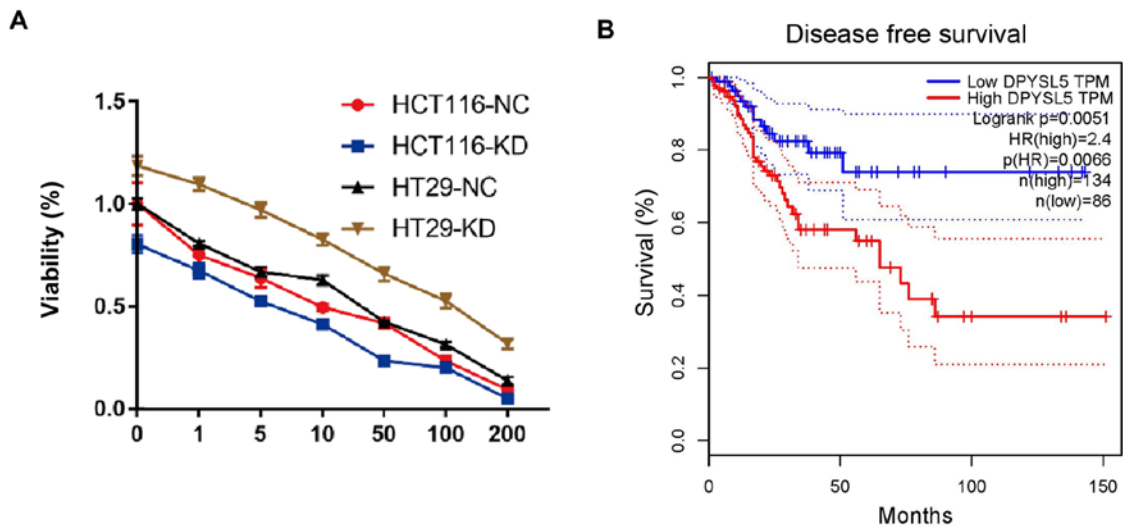 A
Viability (%)
1.5
1.0
0.5
0.0
0 1 5 10 50 100 200
HCT116-NC
HCT116-KD
HT29-NC
HT29-KD
B
Disease free survival
Survival (%)
1.0
0.8
0.6
0.4
0.2
0.0
0 50 100 150
Months
Low DPYSL5 TPM
High DPYSL5 TPM
Logrank p=0.0051
HR(high)=2.4
p(HR)=0.0066
n(high)=134
n(low)=86